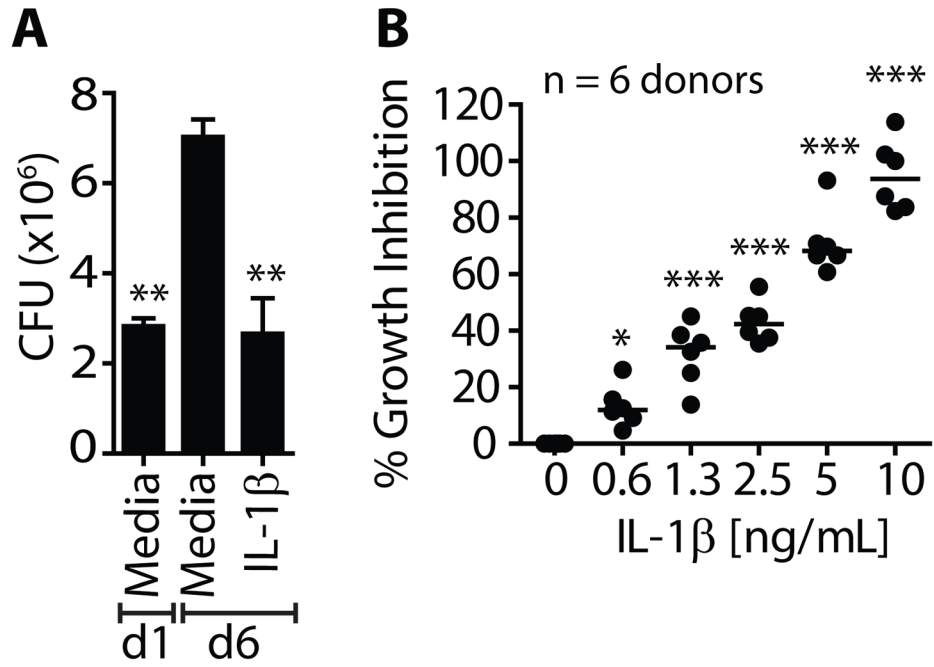 A
CFU (x10⁶)
8
6
4
2
0
**
**
Media
Media
IL-1β
d1
d6
B
n = 6 donors
% Growth Inhibition
120
100
80
60
40
20
0
*
***
***
***
***
0 0.6 1.3 2.5 5 10
IL-1β [ng/mL]